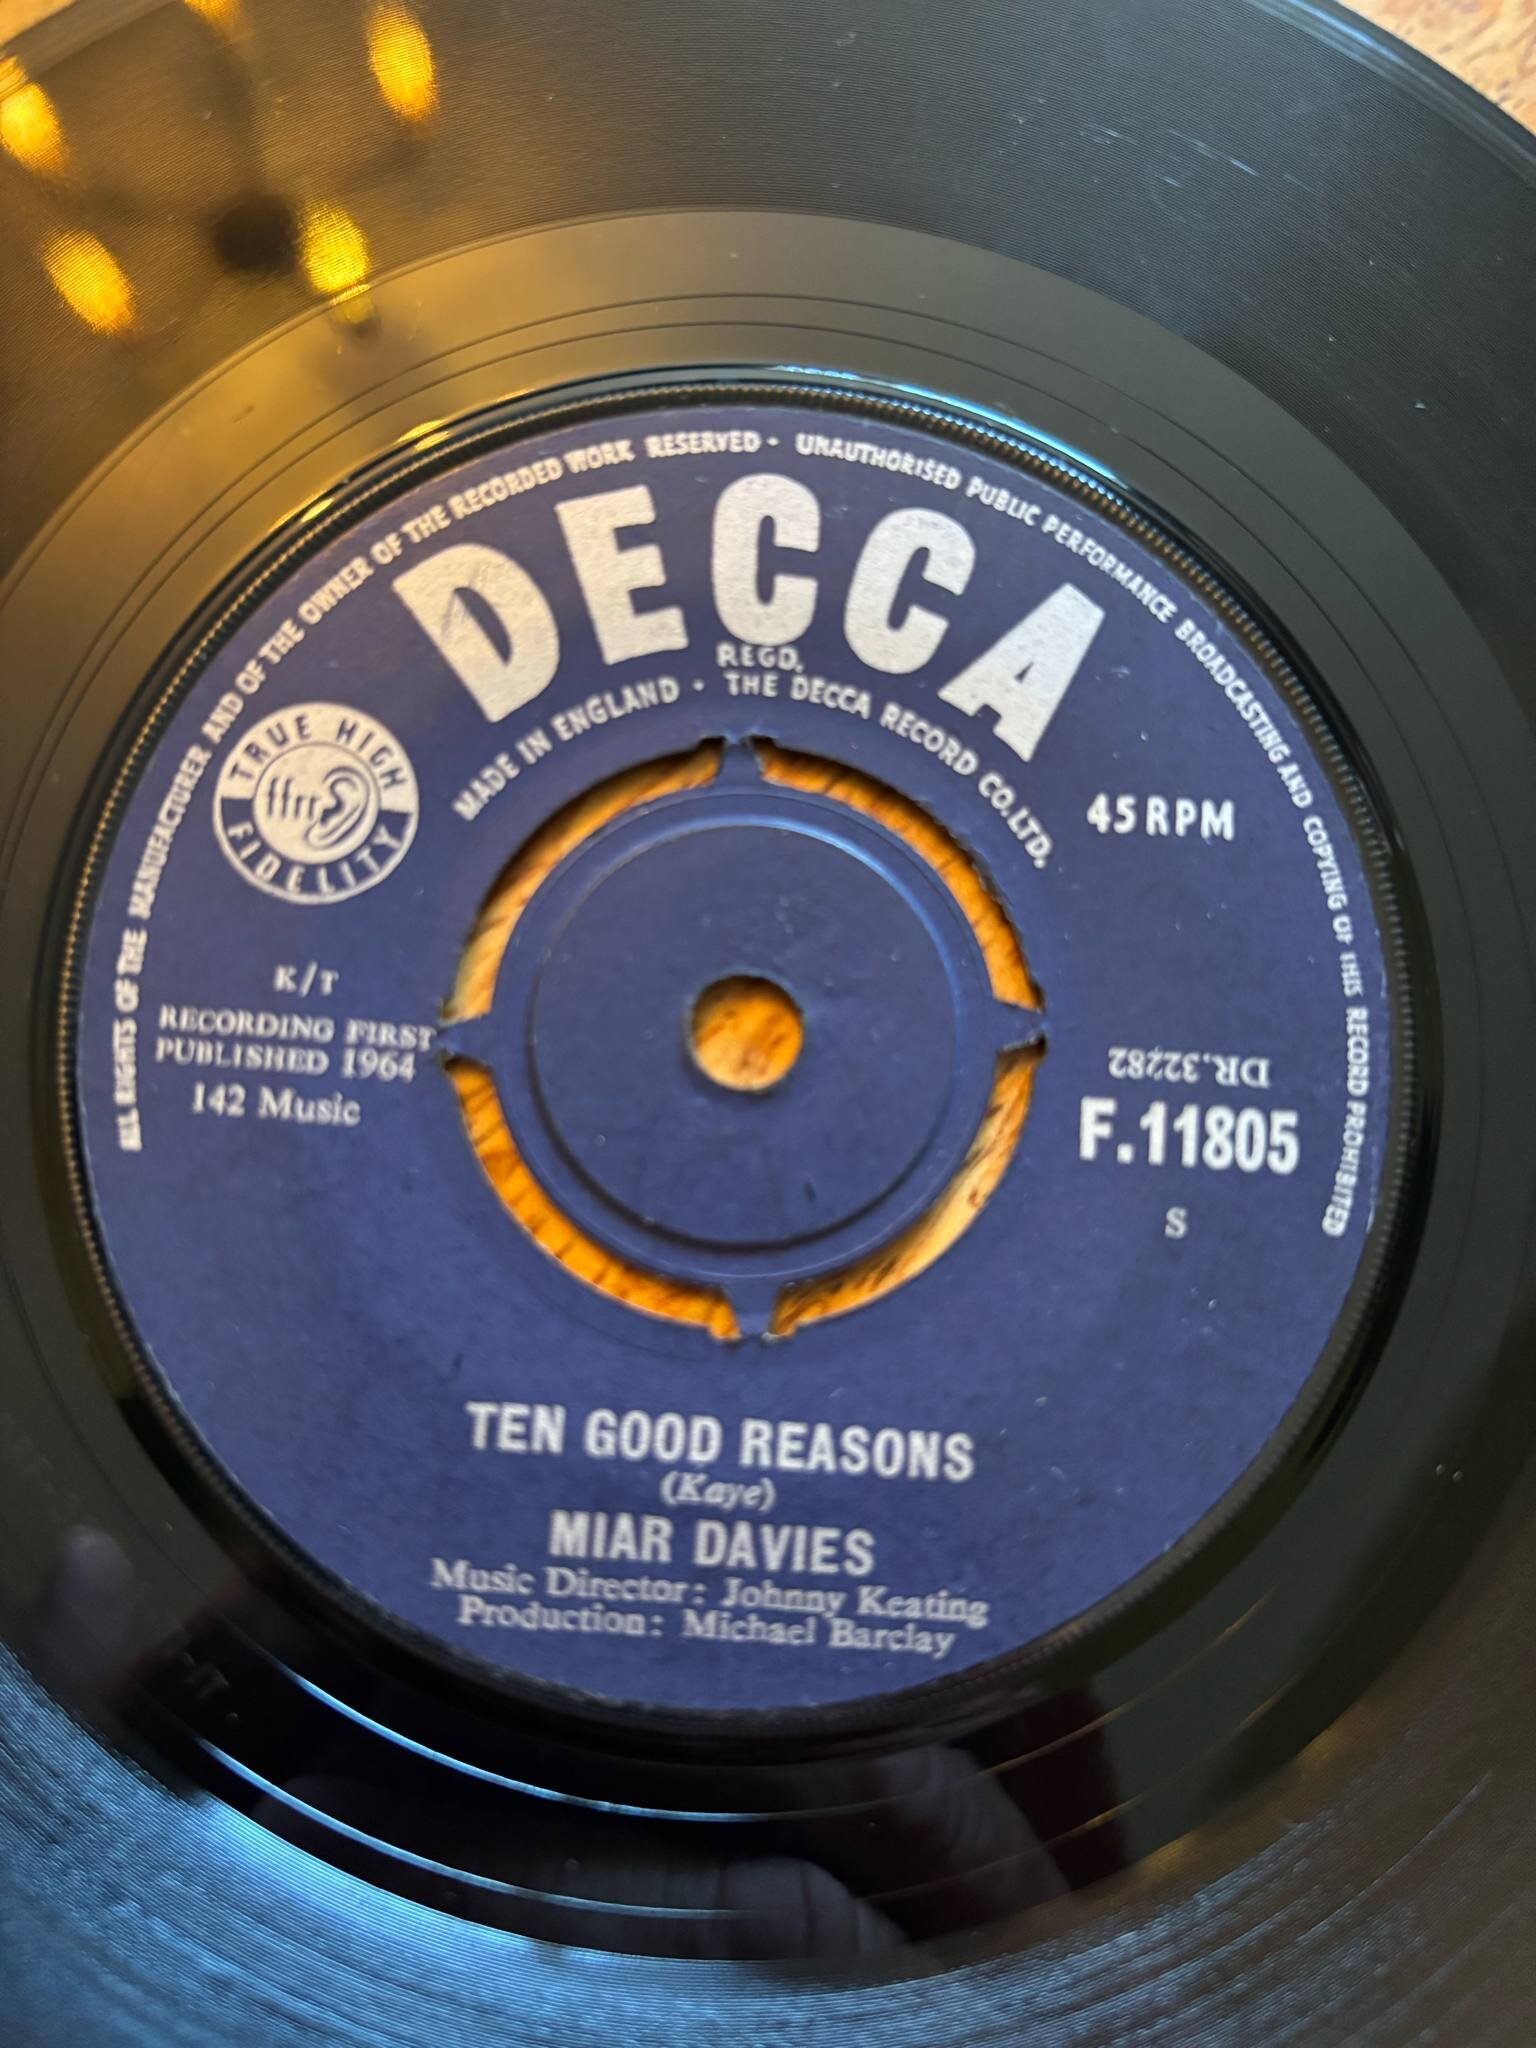 ALL RIGHTS OF THE MANUFACTURER AND OF THE OWNER OF THE RECORDED WORK RESERVED · UNAUTHORISED PUBLIC PERFORMANCE BROADCASTING AND COPYING OF THIS RECORD PROHIBITED
DECCA
REGD.
MADE IN ENGLAND · THE DECCA RECORD CO. LTD.
TRUE HIGH
ffrr
FIDELITY
45 RPM
K/T
RECORDING FIRST
PUBLISHED 1964
142 Music
DR.32282
F.11805
S
TEN GOOD REASONS
(Kaye)
MIAR DAVIES
Music Director: Johnny Keating
Production: Michael Barclay